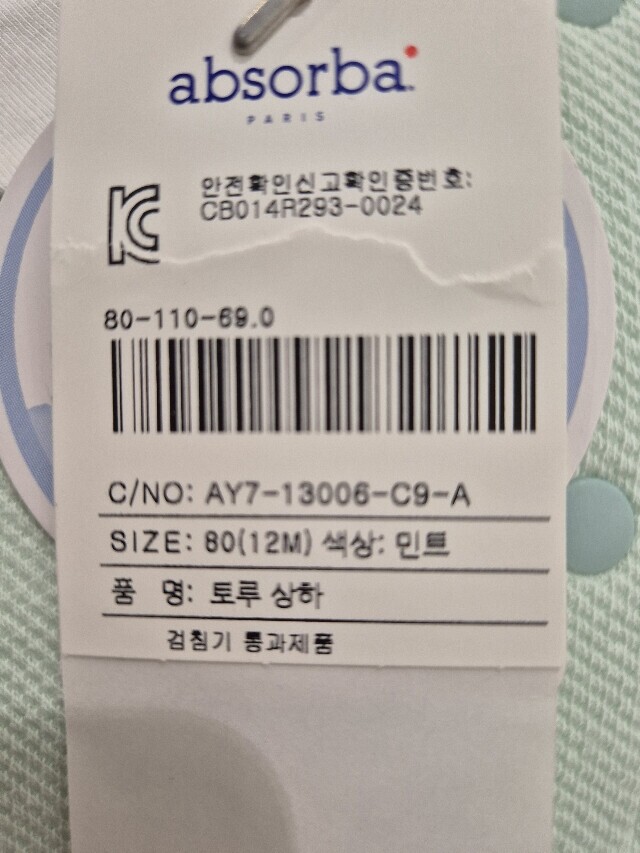 absorba
PARIS
안전확인신고확인증번호:
CB014R293-0024
80-110-69.0
C/NO: AY7-13006-C9-A
SIZE: 80(12M) 색상: 민트
품 명: 토루 상하
검침기 통과제품